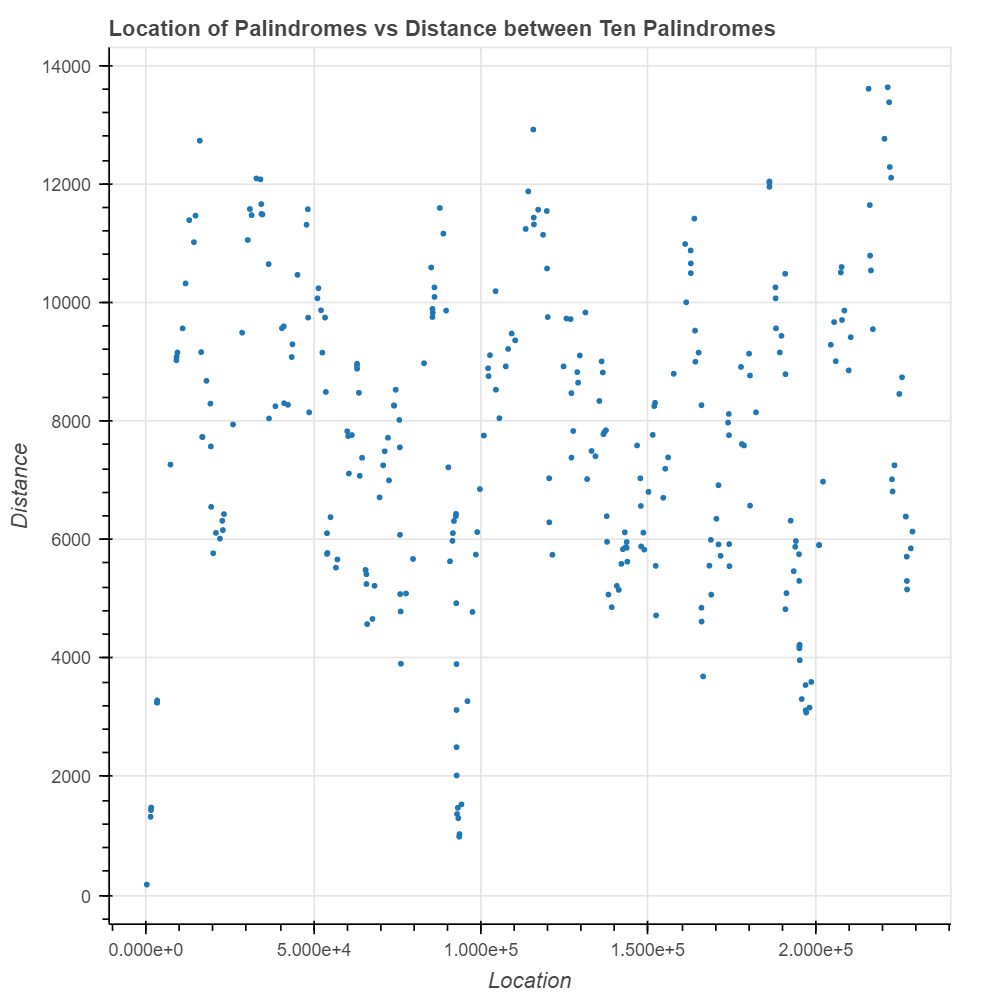 Location of Palindromes vs Distance between Ten Palindromes
14000
12000
10000
8000
6000
4000
2000
0
Distance
0.000e+0 5.000e+4 1.000e+5 1.500e+5 2.000e+5
Location